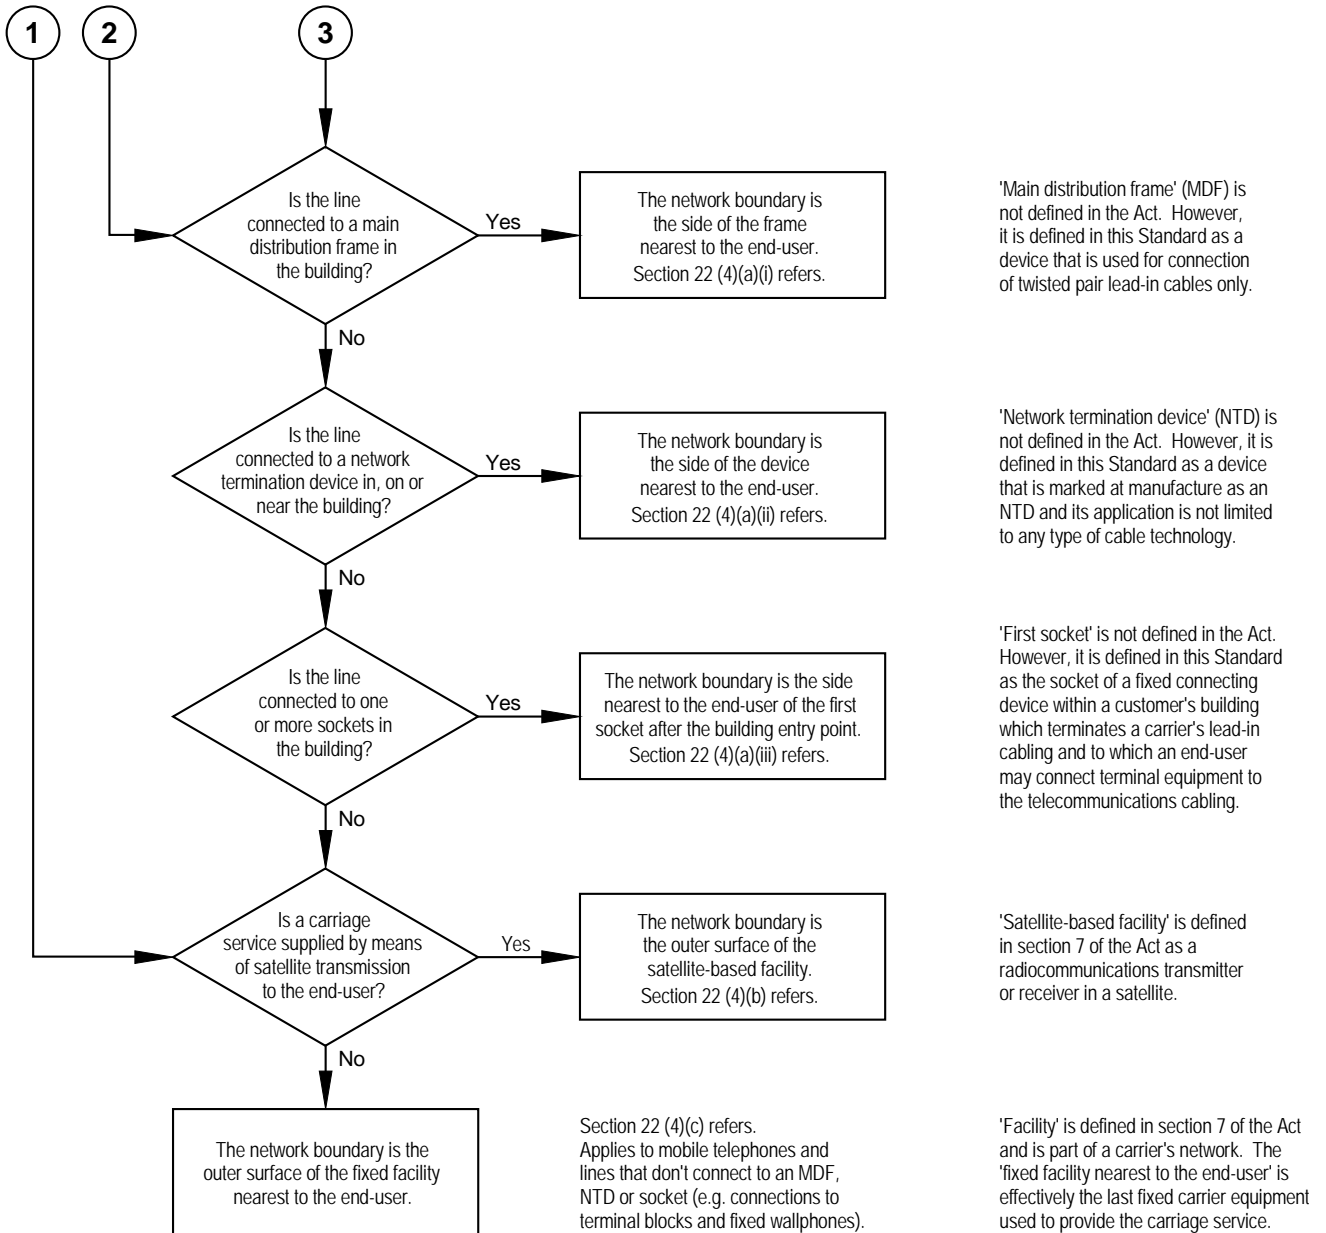 1
2
3
Is the line
connected to a main
distribution frame in
the building?
Yes
The network boundary is
the side of the frame
nearest to the end-user.
Section 22 (4)(a)(i) refers.
'Main distribution frame' (MDF) is
not defined in the Act. However,
it is defined in this Standard as a
device that is used for connection
of twisted pair lead-in cables only.
No
Is the line
connected to a network
termination device in, on or
near the building?
Yes
The network boundary is
the side of the device
nearest to the end-user.
Section 22 (4)(a)(ii) refers.
'Network termination device' (NTD) is
not defined in the Act. However, it is
defined in this Standard as a device
that is marked at manufacture as an
NTD and its application is not limited
to any type of cable technology.
No
Is the line
connected to one
or more sockets in
the building?
Yes
The network boundary is the side
nearest to the end-user of the first
socket after the building entry point.
Section 22 (4)(a)(iii) refers.
'First socket' is not defined in the Act.
However, it is defined in this Standard
as the socket of a fixed connecting
device within a customer's building
which terminates a carrier's lead-in
cabling and to which an end-user
may connect terminal equipment to
the telecommunications cabling.
No
Is a carriage
service supplied by means
of satellite transmission
to the end-user?
Yes
The network boundary is
the outer surface of the
satellite-based facility.
Section 22 (4)(b) refers.
'Satellite-based facility' is defined
in section 7 of the Act as a
radiocommunications transmitter
or receiver in a satellite.
No
The network boundary is the
outer surface of the fixed facility
nearest to the end-user.
Section 22 (4)(c) refers.
Applies to mobile telephones and
lines that don't connect to an MDF,
NTD or socket (e.g. connections to
terminal blocks and fixed wallphones).
'Facility' is defined in section 7 of the Act
and is part of a carrier's network. The
'fixed facility nearest to the end-user' is
effectively the last fixed carrier equipment
used to provide the carriage service.